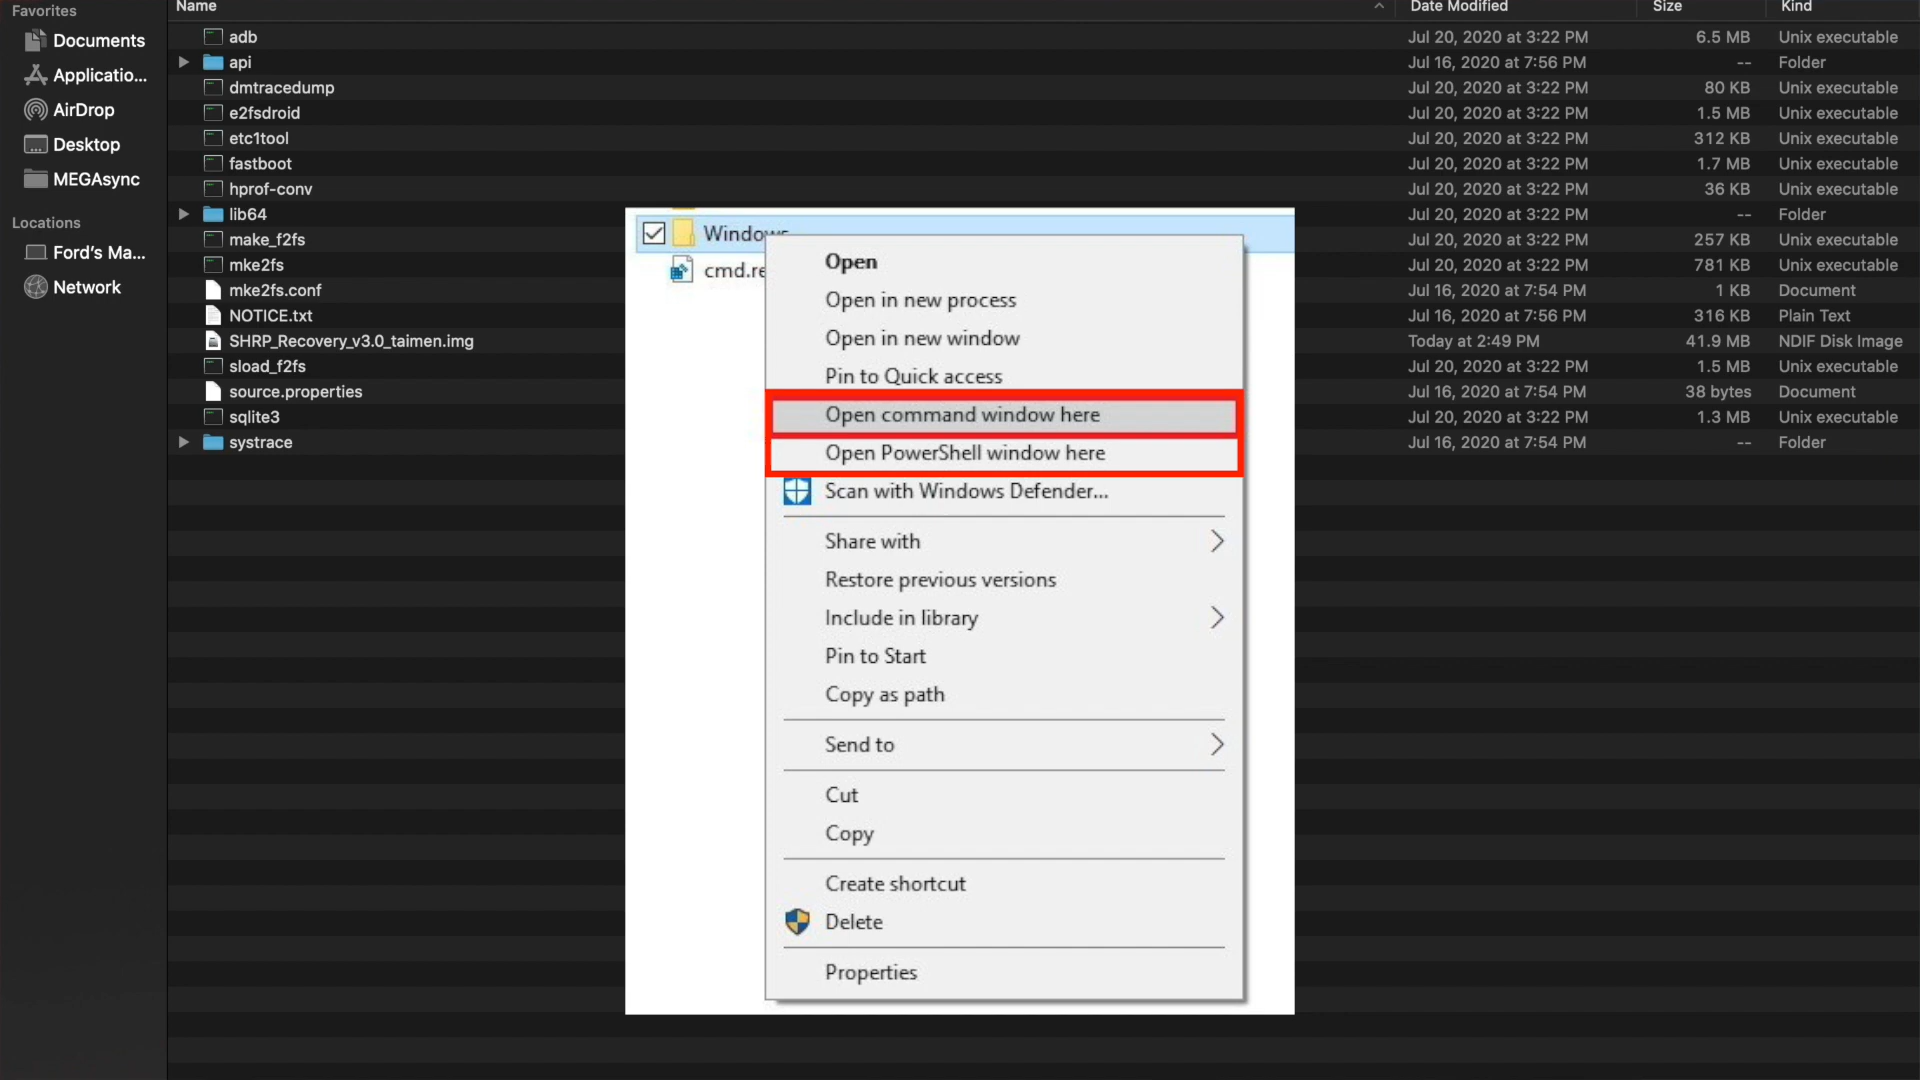 Favorites
Documents
Applicatio...
AirDrop
Desktop
MEGAsync
Locations
Ford's Ma...
Network
Name Date Modified Size Kind
adb Jul 20, 2020 at 3:22 PM 6.5 MB Unix executable
api Jul 16, 2020 at 7:56 PM -- Folder
dmtracedump Jul 20, 2020 at 3:22 PM 80 KB Unix executable
e2fsdroid Jul 20, 2020 at 3:22 PM 1.5 MB Unix executable
etc1tool Jul 20, 2020 at 3:22 PM 312 KB Unix executable
fastboot Jul 20, 2020 at 3:22 PM 1.7 MB Unix executable
hprof-conv Jul 20, 2020 at 3:22 PM 36 KB Unix executable
lib64 Jul 20, 2020 at 3:22 PM -- Folder
make_f2fs Jul 20, 2020 at 3:22 PM 257 KB Unix executable
mke2fs Jul 20, 2020 at 3:22 PM 781 KB Unix executable
mke2fs.conf Jul 16, 2020 at 7:54 PM 1 KB Document
NOTICE.txt Jul 16, 2020 at 7:56 PM 316 KB Plain Text
SHRP_Recovery_v3.0_taimen.img Today at 2:49 PM 41.9 MB NDIF Disk Image
sload_f2fs Jul 20, 2020 at 3:22 PM 1.5 MB Unix executable
source.properties Jul 16, 2020 at 7:54 PM 38 bytes Document
sqlite3 Jul 20, 2020 at 3:22 PM 1.3 MB Unix executable
systrace Jul 16, 2020 at 7:54 PM -- Folder
Windows
cmd.re
Open
Open in new process
Open in new window
Pin to Quick access
Open command window here
Open PowerShell window here
Scan with Windows Defender...
Share with
Restore previous versions
Include in library
Pin to Start
Copy as path
Send to
Cut
Copy
Create shortcut
Delete
Properties